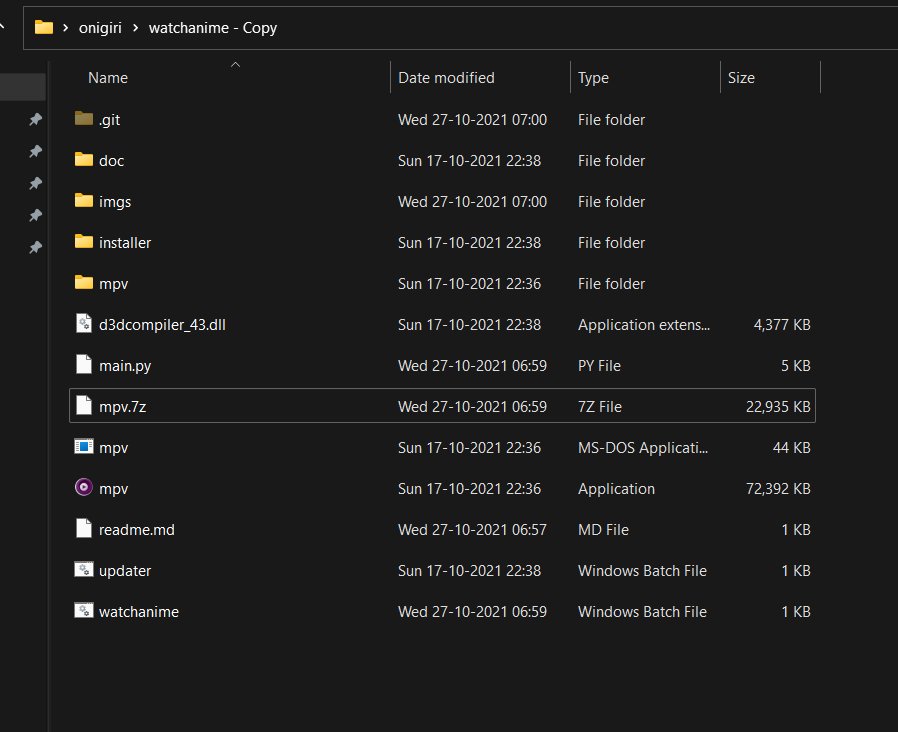 onigiri > watchanime - Copy
Name Date modified Type Size
.git Wed 27-10-2021 07:00 File folder
doc Sun 17-10-2021 22:38 File folder
imgs Wed 27-10-2021 07:00 File folder
installer Sun 17-10-2021 22:38 File folder
mpv Sun 17-10-2021 22:36 File folder
d3dcompiler_43.dll Sun 17-10-2021 22:38 Application extens... 4,377 KB
main.py Wed 27-10-2021 06:59 PY File 5 KB
mpv.7z Wed 27-10-2021 06:59 7Z File 22,935 KB
mpv Sun 17-10-2021 22:36 MS-DOS Applicati... 44 KB
mpv Sun 17-10-2021 22:36 Application 72,392 KB
readme.md Wed 27-10-2021 06:57 MD File 1 KB
updater Sun 17-10-2021 22:38 Windows Batch File 1 KB
watchanime Wed 27-10-2021 06:59 Windows Batch File 1 KB